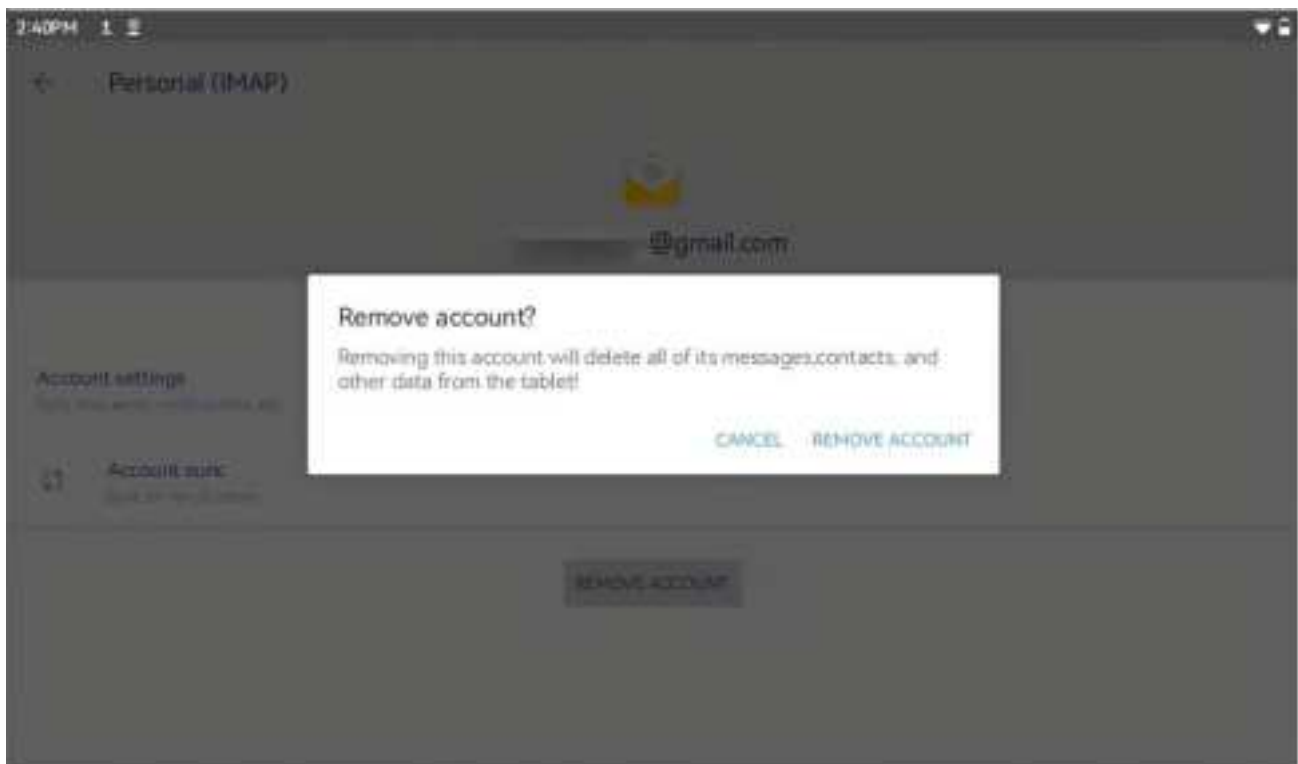 2:40PM 1
Personal (IMAP)
@gmail.com
Remove account?
Removing this account will delete all of its messages,contacts, and
other data from the tablet!
CANCEL REMOVE ACCOUNT
Account settings
Account sync
REMOVE ACCOUNT